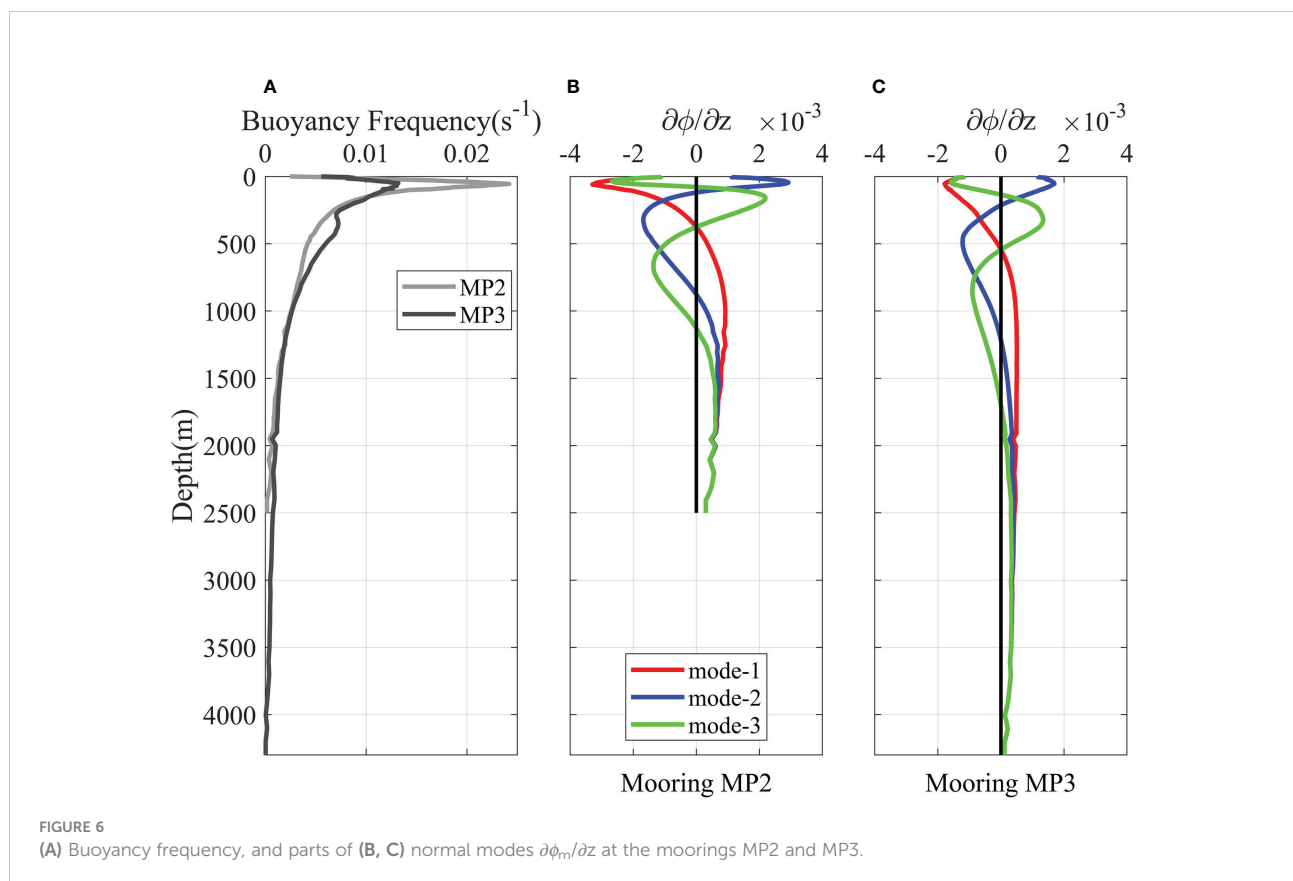 A
Buoyancy Frequency(s⁻¹)
0 0.01 0.02
B
∂ϕ/∂z ×10⁻³
-4 -2 0 2 4
C
∂ϕ/∂z ×10⁻³
-4 -2 0 2 4
Depth(m)
0
500
1000
1500
2000
2500
3000
3500
4000
MP2
MP3
mode-1
mode-2
mode-3
Mooring MP2
Mooring MP3
FIGURE 6
(A) Buoyancy frequency, and parts of (B, C) normal modes ∂ϕₘ/∂z at the moorings MP2 and MP3.